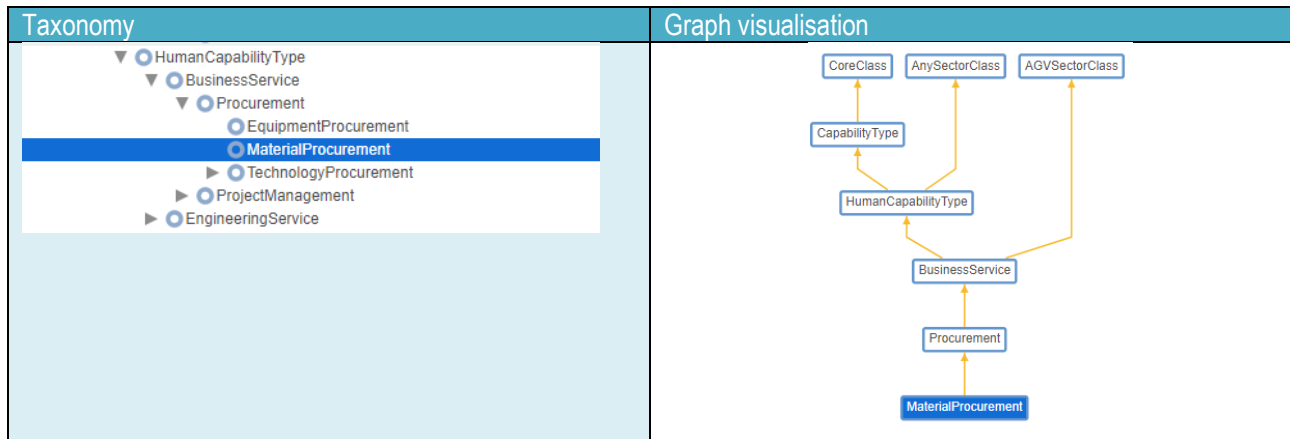 Taxonomy
Graph visualisation
HumanCapabilityType
BusinessService
Procurement
EquipmentProcurement
MaterialProcurement
TechnologyProcurement
ProjectManagement
EngineeringService
CoreClass
AnySectorClass
AGVSectorClass
CapabilityType
HumanCapabilityType
BusinessService
Procurement
MaterialProcurement